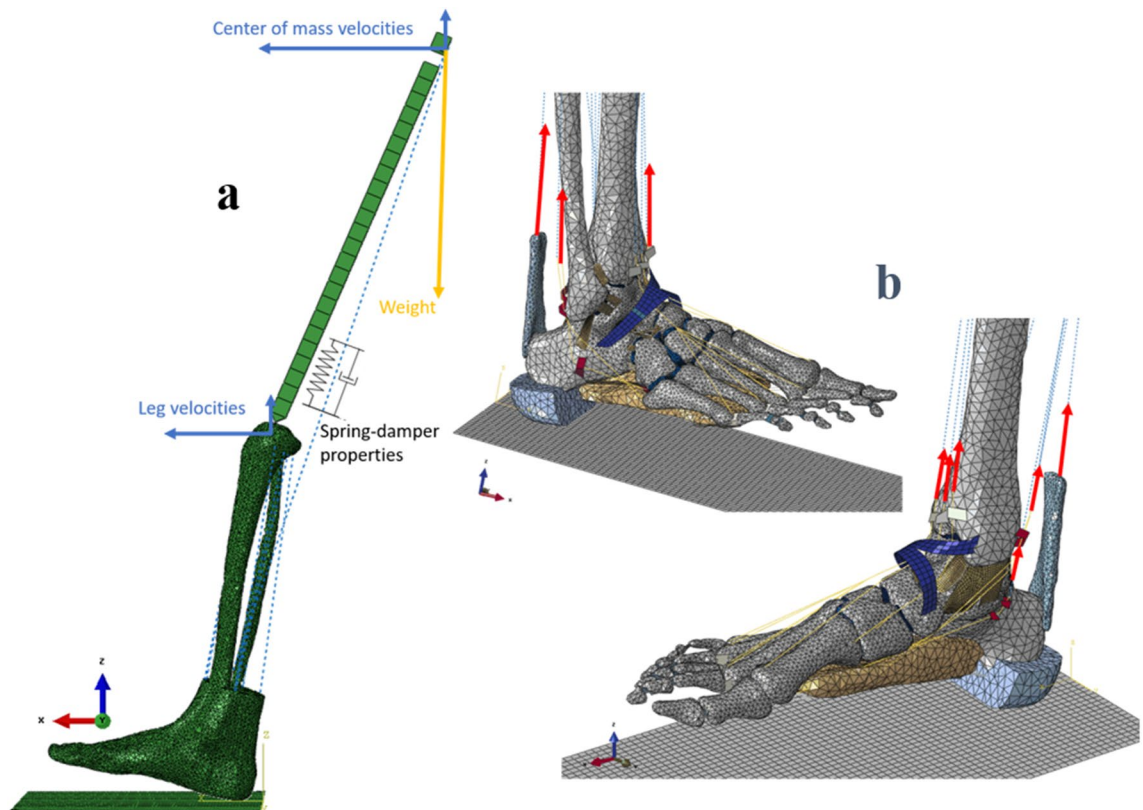 Center of mass velocities
a
Weight
Leg velocities
Spring-damper
properties
b
z
x
Y
z
x
z